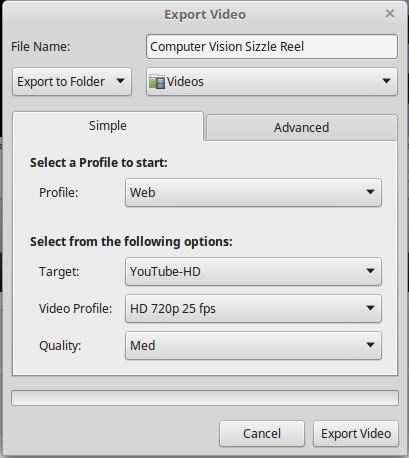 Export Video
File Name: Computer Vision Sizzle Reel
Export to Folder Videos
Simple Advanced
Select a Profile to start:
Profile: Web
Select from the following options:
Target: YouTube-HD
Video Profile: HD 720p 25 fps
Quality: Med
Cancel Export Video